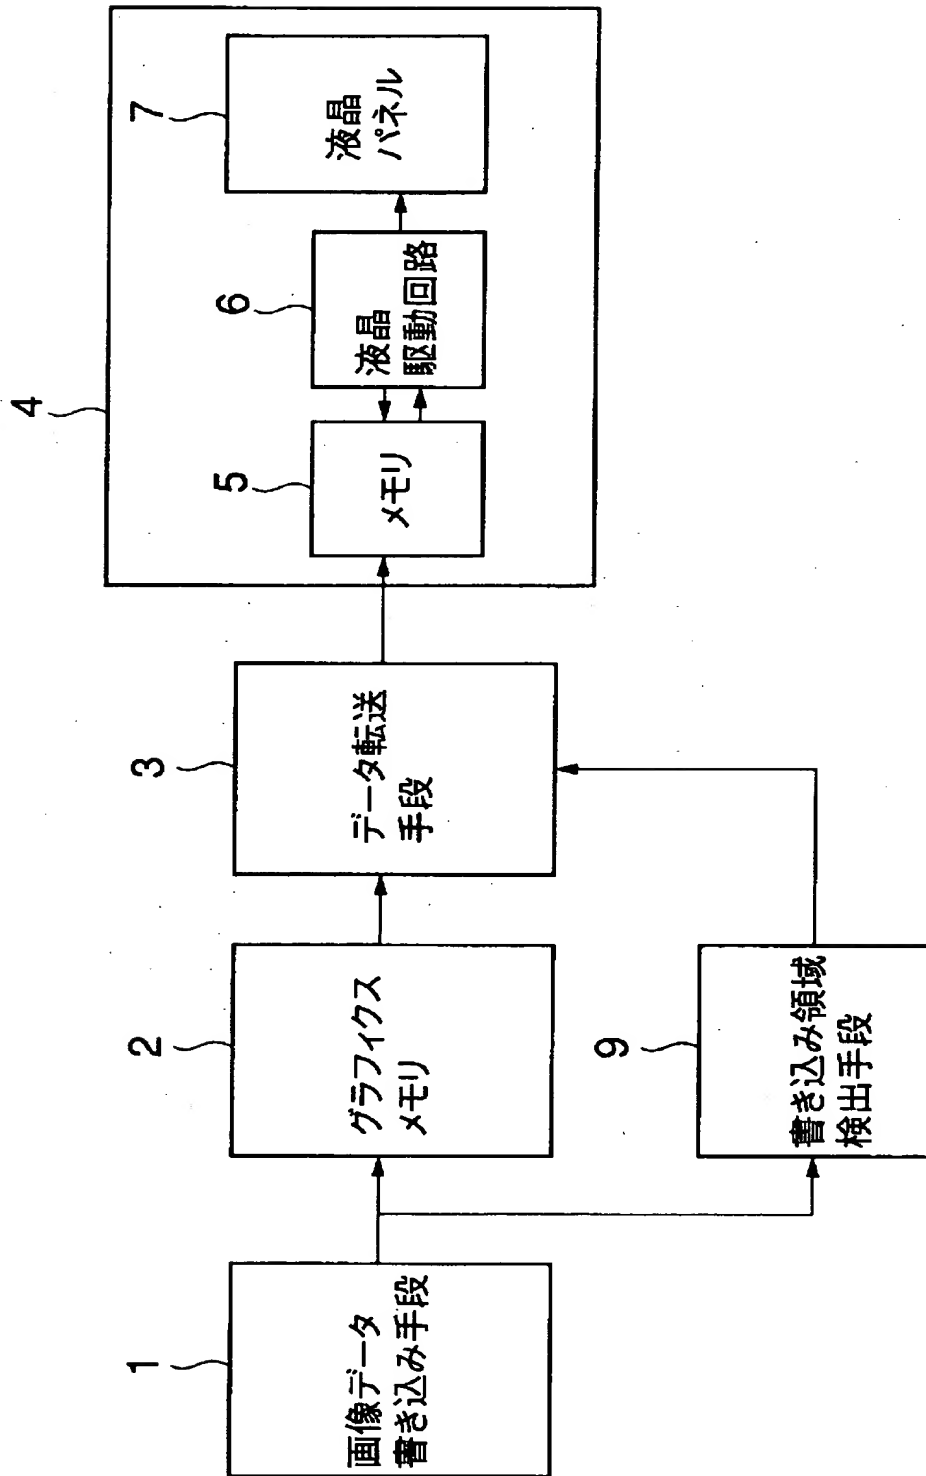 1
画像データ
書き込み手段
2
グラフィクス
メモリ
3
データ転送
手段
4
5
メモリ
6
液晶
駆動回路
7
液晶
パネル
9
書き込み領域
検出手段